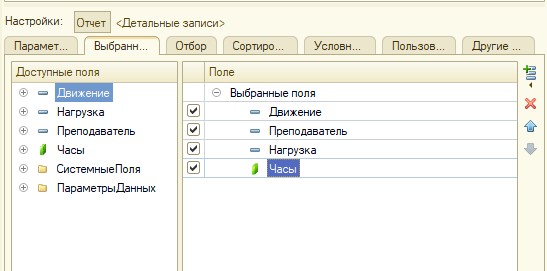 Настройки: Отчет <Детальные записи>
Парамет... Выбранн... Отбор Сортиро... Условн... Пользов... Другие ...
Доступные поля Поле
Движение Выбранные поля
Нагрузка Движение
Преподаватель Преподаватель
Часы Нагрузка
СистемныеПоля Часы
ПараметрыДанных